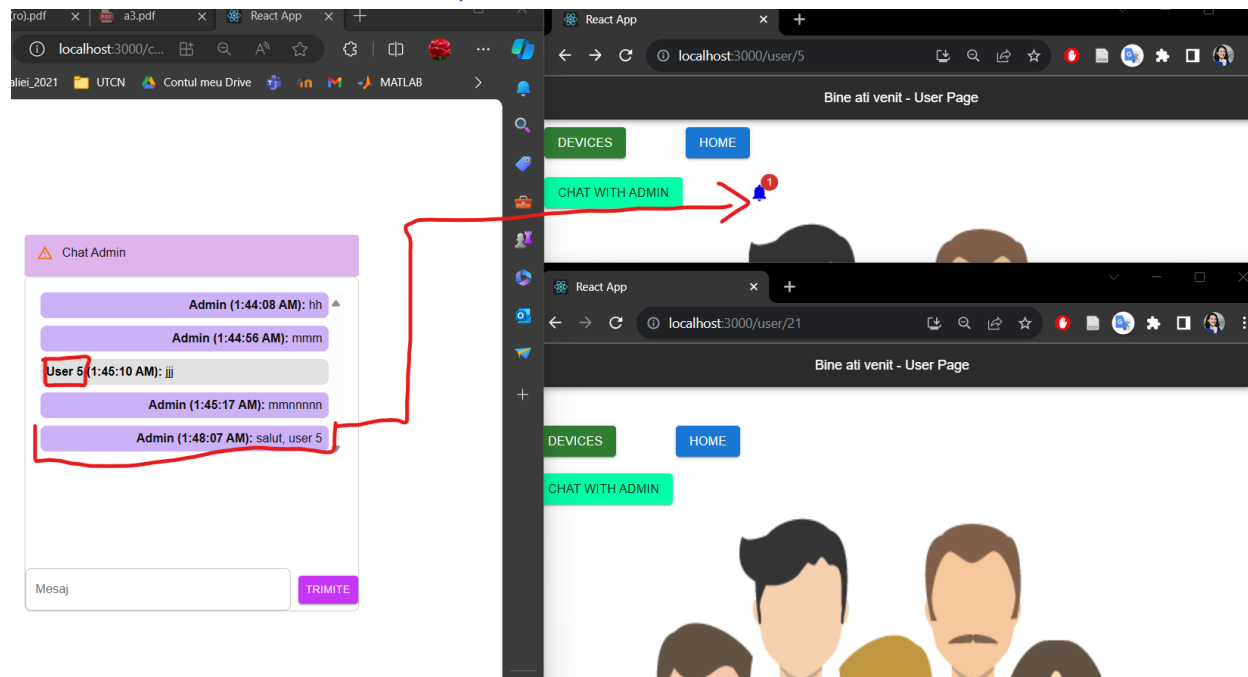 (ro).pdf
a3.pdf
React App
localhost:3000/c...
aliei_2021
UTCN
Contul meu Drive
in
MATLAB
Chat Admin
Admin (1:44:08 AM): hh
Admin (1:44:56 AM): mmm
User 5 (1:45:10 AM): jjj
Admin (1:45:17 AM): mmnnnnn
Admin (1:48:07 AM): salut, user 5
Mesaj
TRIMITE
React App
localhost:3000/user/5
Bine ati venit - User Page
DEVICES
HOME
CHAT WITH ADMIN
1
React App
localhost:3000/user/21
Bine ati venit - User Page
DEVICES
HOME
CHAT WITH ADMIN